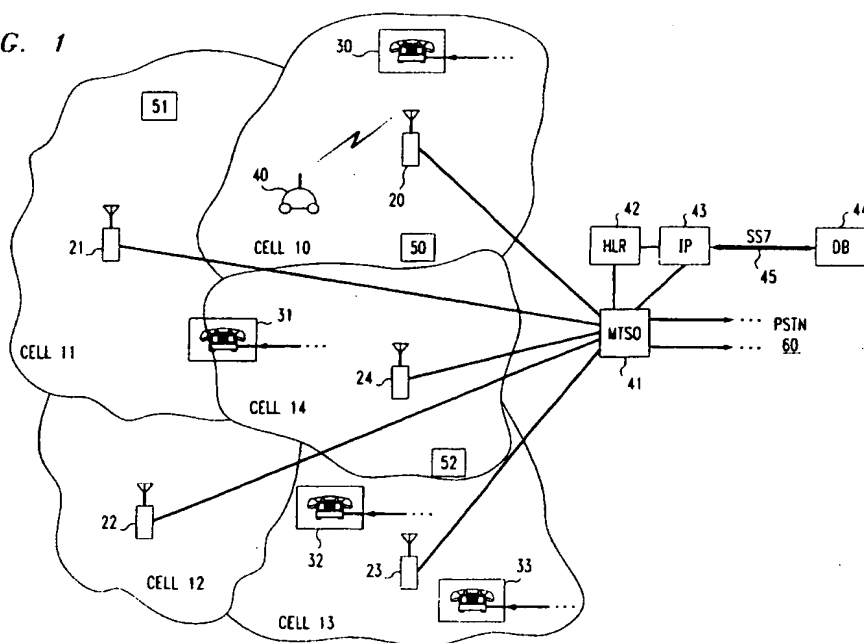 G. 1
30
51
40
20
42
43
44
21
CELL 10
50
HLR
IP
SS7
DB
45
31
MTSO
PSTN
60
CELL 11
24
41
CELL 14
52
22
32
23
33
CELL 12
CELL 13